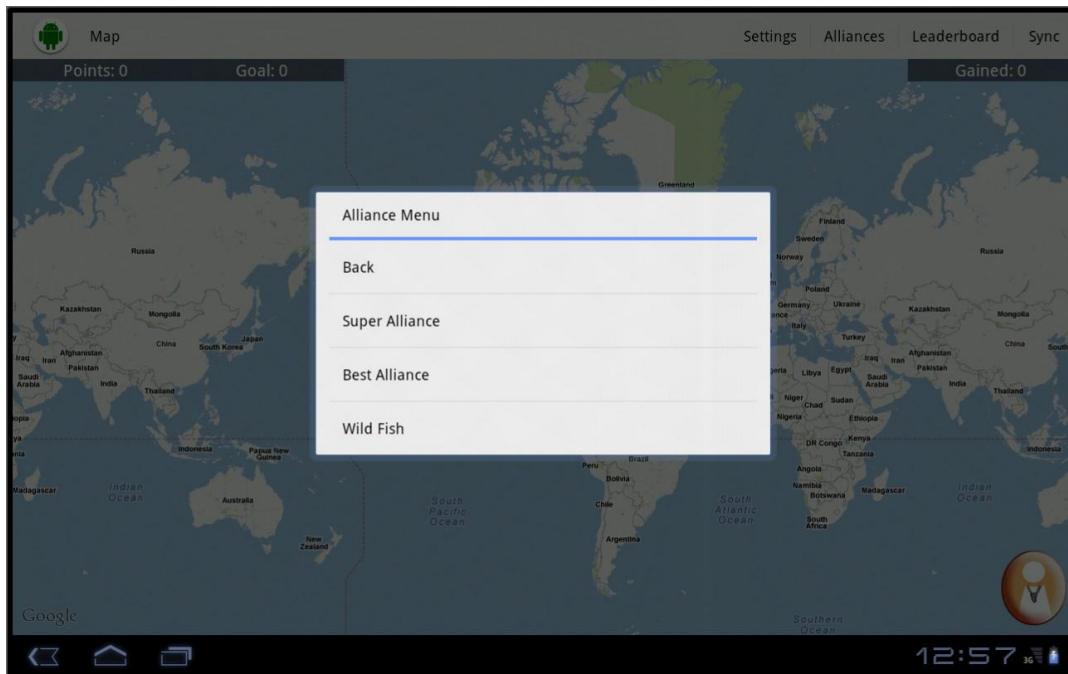 Map
Settings Alliances Leaderboard Sync
Points: 0 Goal: 0 Gained: 0
Greenland
Alliance Menu
Back
Super Alliance
Best Alliance
Wild Fish
Russia
Kazakhstan
Mongolia
China
South Korea
Japan
Afghanistan
Iraq
Iran
Pakistan
Saudi
Arabia
India
Thailand
Indonesia
Papua New
Guinea
Madagascar
Indian
Ocean
Australia
New
Zealand
South
Pacific
Ocean
Peru
Brazil
Bolivia
Chile
Argentina
South
Atlantic
Ocean
Finland
Sweden
Norway
Poland
Germany
Ukraine
Italy
Turkey
Iraq
Iran
Libya
Egypt
Saudi
Arabia
Niger
Chad
Sudan
Nigeria
Ethiopia
DR Congo
Kenya
Tanzania
Angola
Namibia
Botswana
Madagascar
South
Africa
Southern
Ocean
Russia
Kazakhstan
Mongolia
China
South
Afghanistan
Pakistan
India
Thailand
Indonesia
Indian
Ocean
Google
12:57 3G